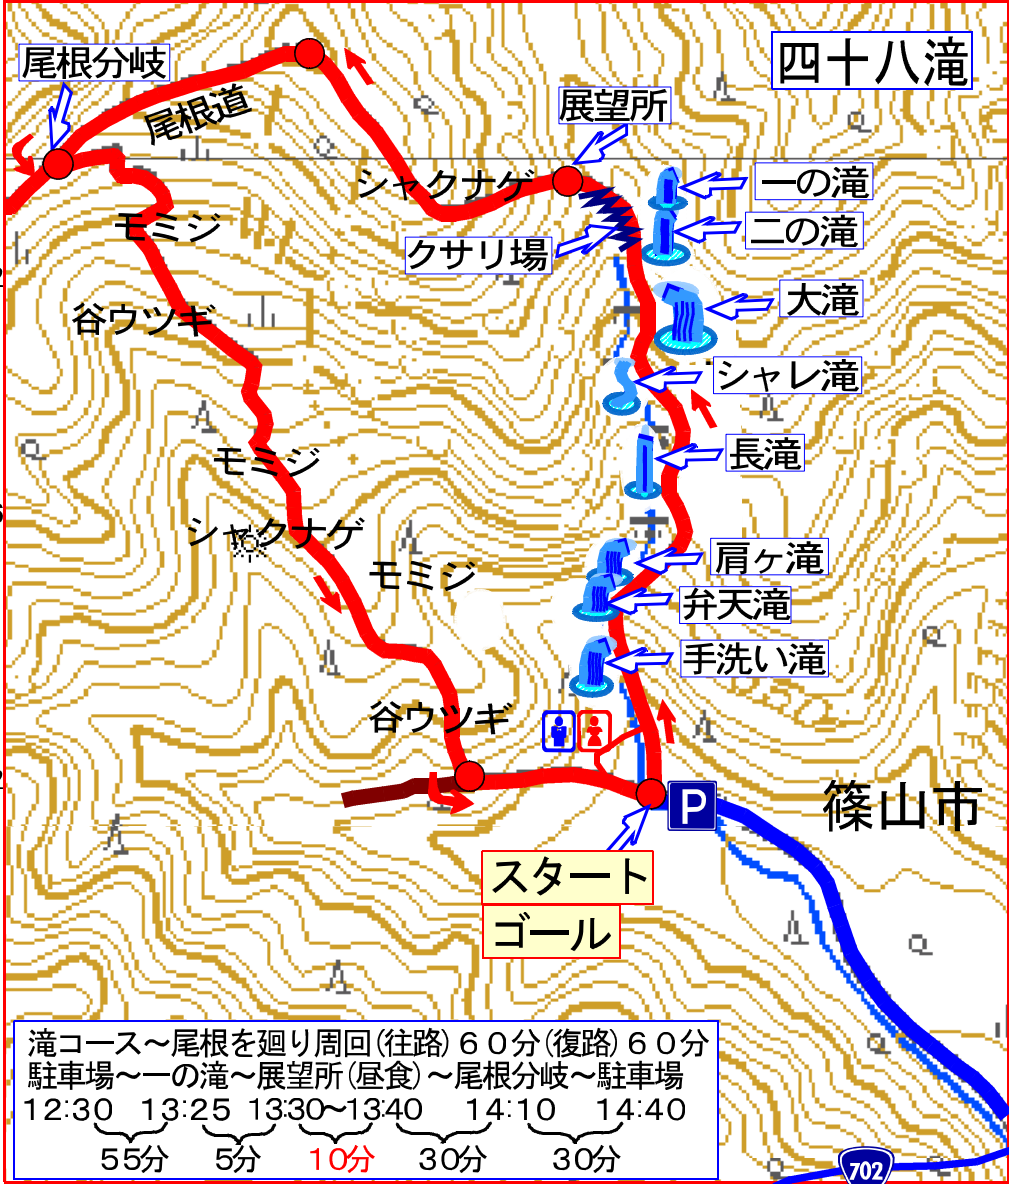 尾根分岐
四十八滝
尾根道
展望所
シャクナゲ
一の滝
モミジ
二の滝
クサリ場
大滝
谷ウツギ
シャレ滝
モミジ
長滝
シャクナゲ
モミジ
肩ヶ滝
弁天滝
手洗い滝
谷ウツギ
P
篠山市
スタート
ゴール
滝コース～尾根を廻り周回(往路)６０分(復路)６０分
駐車場～一の滝～展望所(昼食)～尾根分岐～駐車場
12:30 13:25 13:30～13:40 14:10 14:40
55分 5分 10分 30分 30分
702